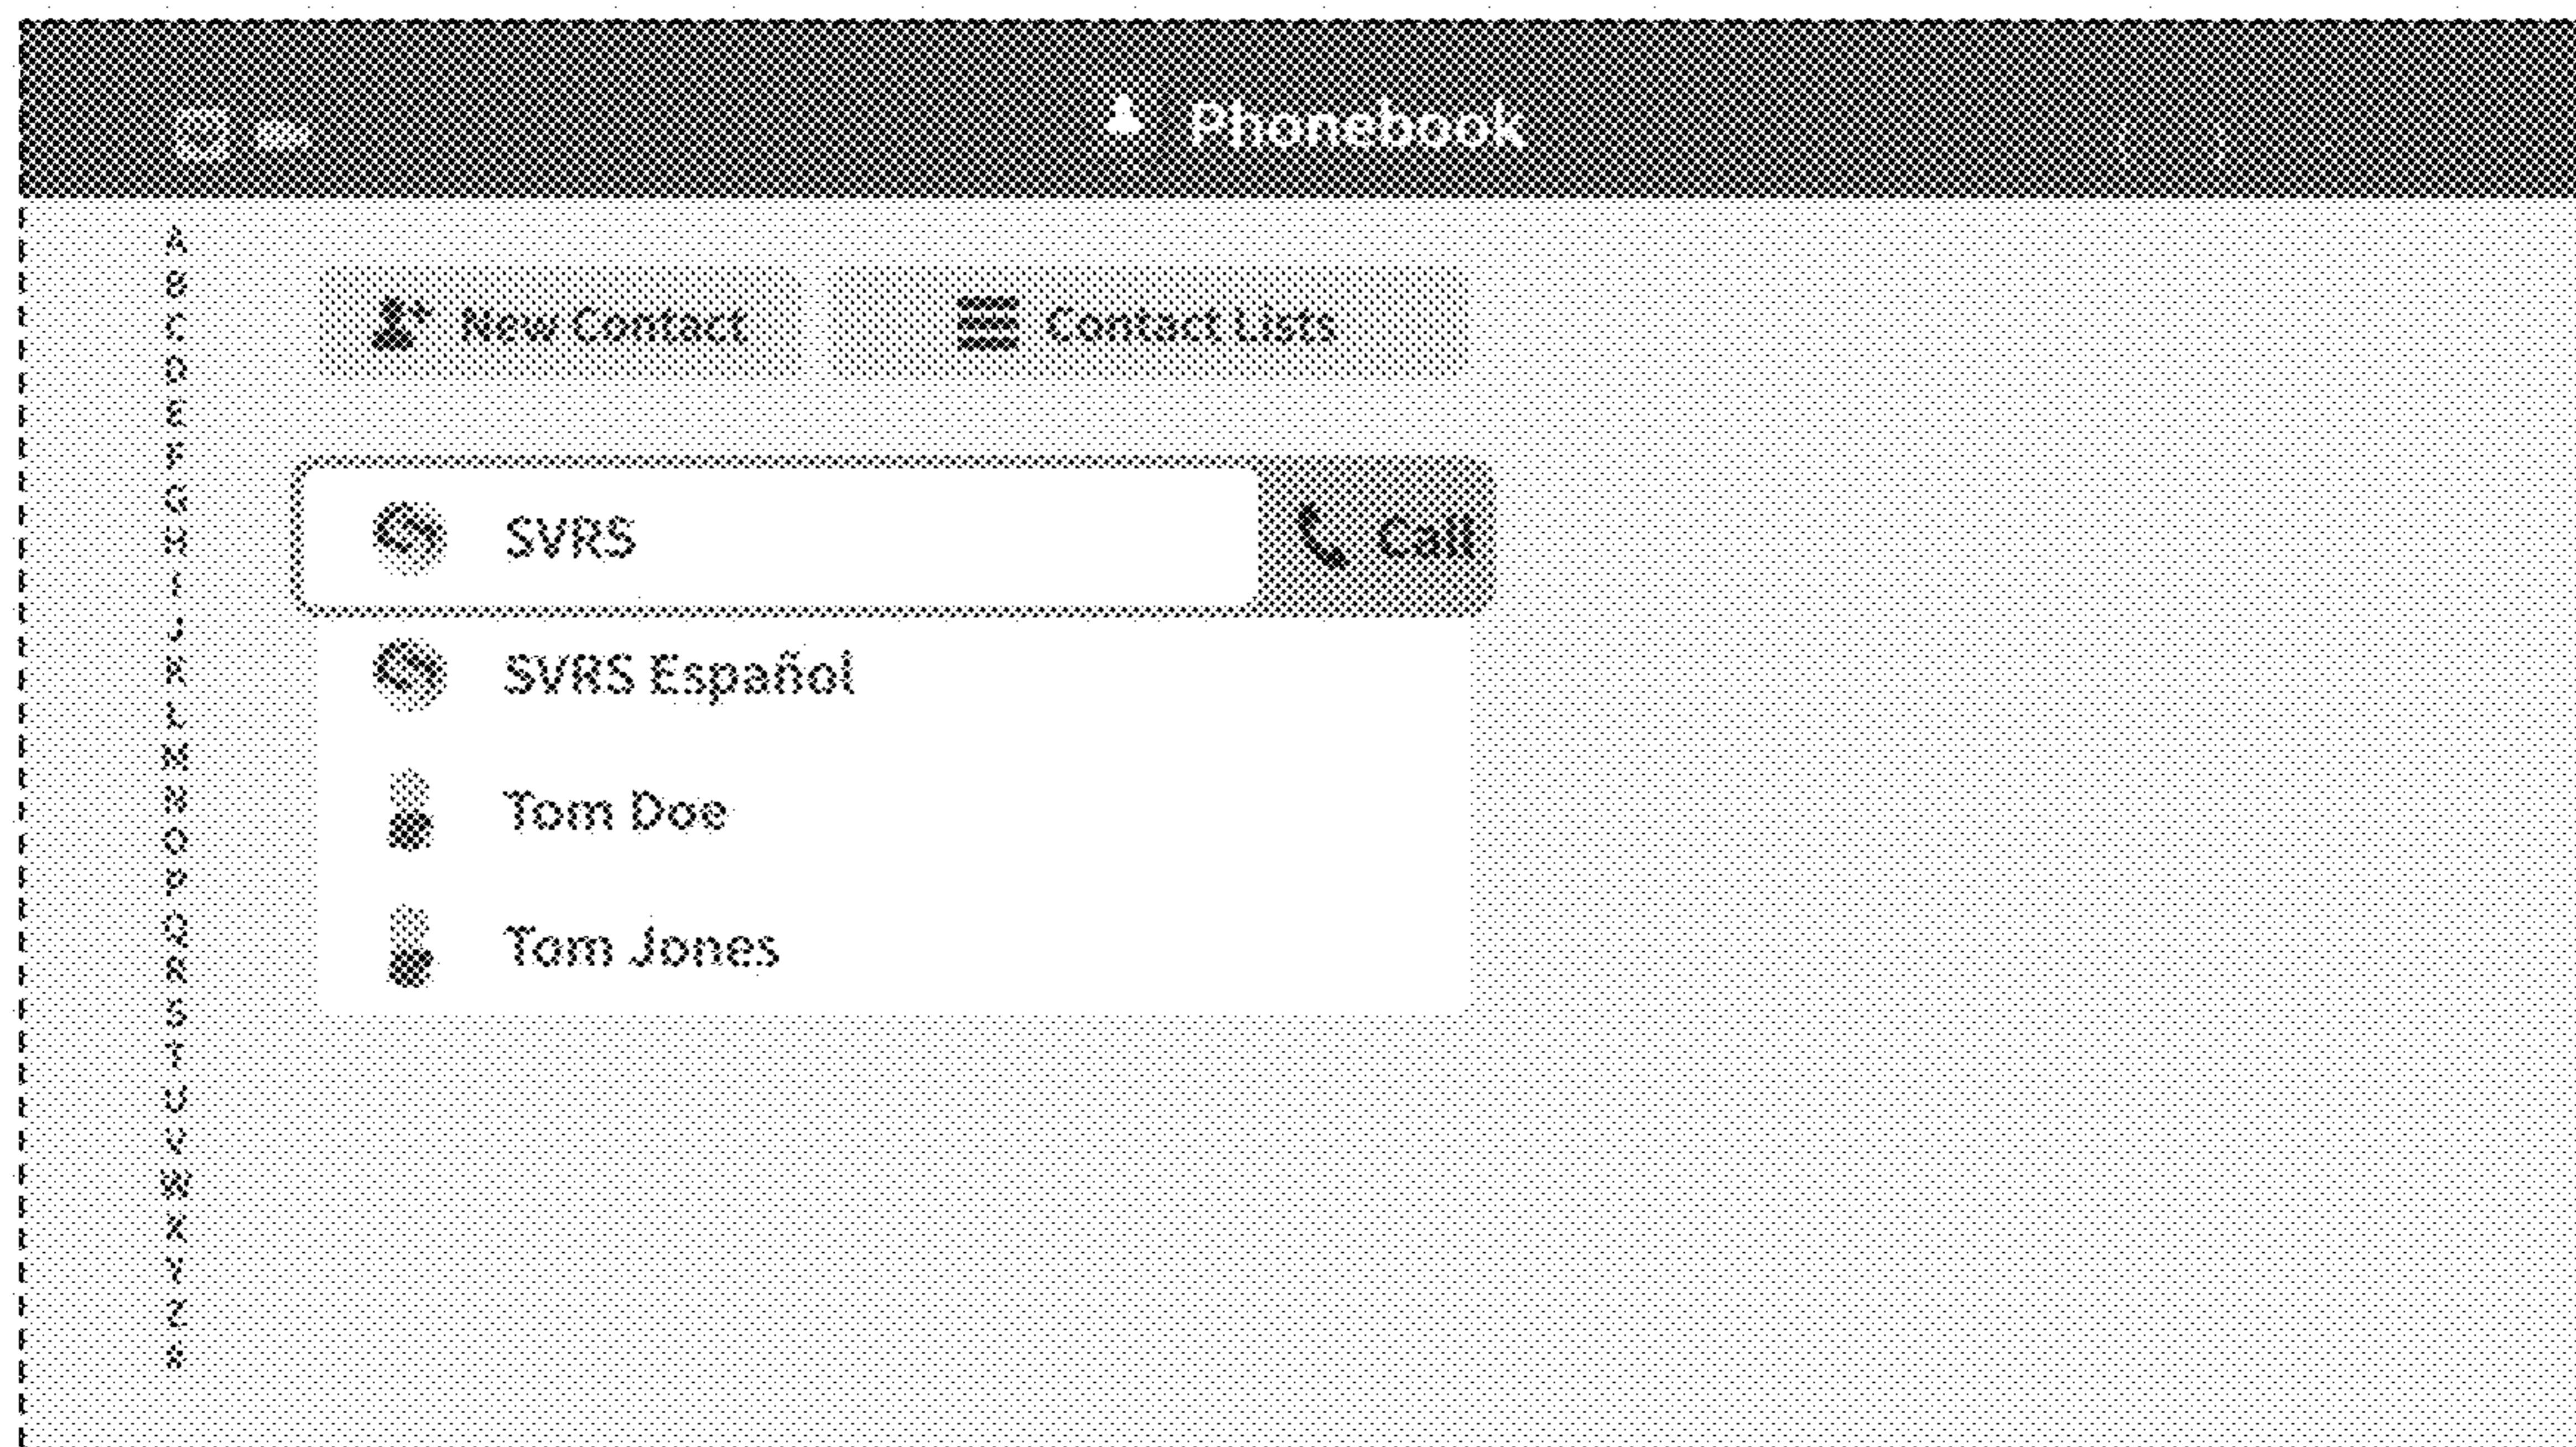 Phonebook
A
B
C
D
E
F
G
H
I
J
K
L
M
N
O
P
Q
R
S
T
U
V
W
X
Y
Z
New Contact
Contact Lists
SVRS
Call
SVRS Español
Tom Doe
Tom Jones